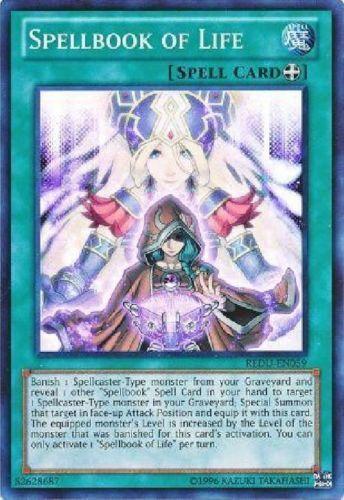 SPELLBOOK OF LIFE
魔
[SPELL CARD]
REDU-EN059
Banish 1 Spellcaster-Type monster from your Graveyard and
reveal 1 other "Spellbook" Spell Card in your hand to target
1 Spellcaster-Type monster in your Graveyard; Special Summon
that target in face-up Attack Position and equip it with this card.
The equipped monster's Level is increased by the Level of the
monster that was banished for this card's activation. You can
only activate 1 "Spellbook of Life" per turn.
52628687
©1996 KAZUKI TAKAHASHI